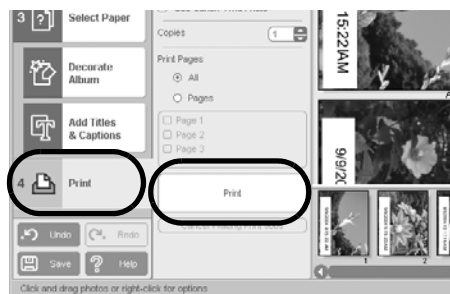 3 Select Paper
Decorate
Album
Add Titles
& Captions
4 Print
Undo
Redo
Save
Help
Copies
1
Print Pages
All
Pages
Page 1
Page 2
Page 3
Print
15:22AM
9/9/20
1
2
Click and drag photos or right-click for options